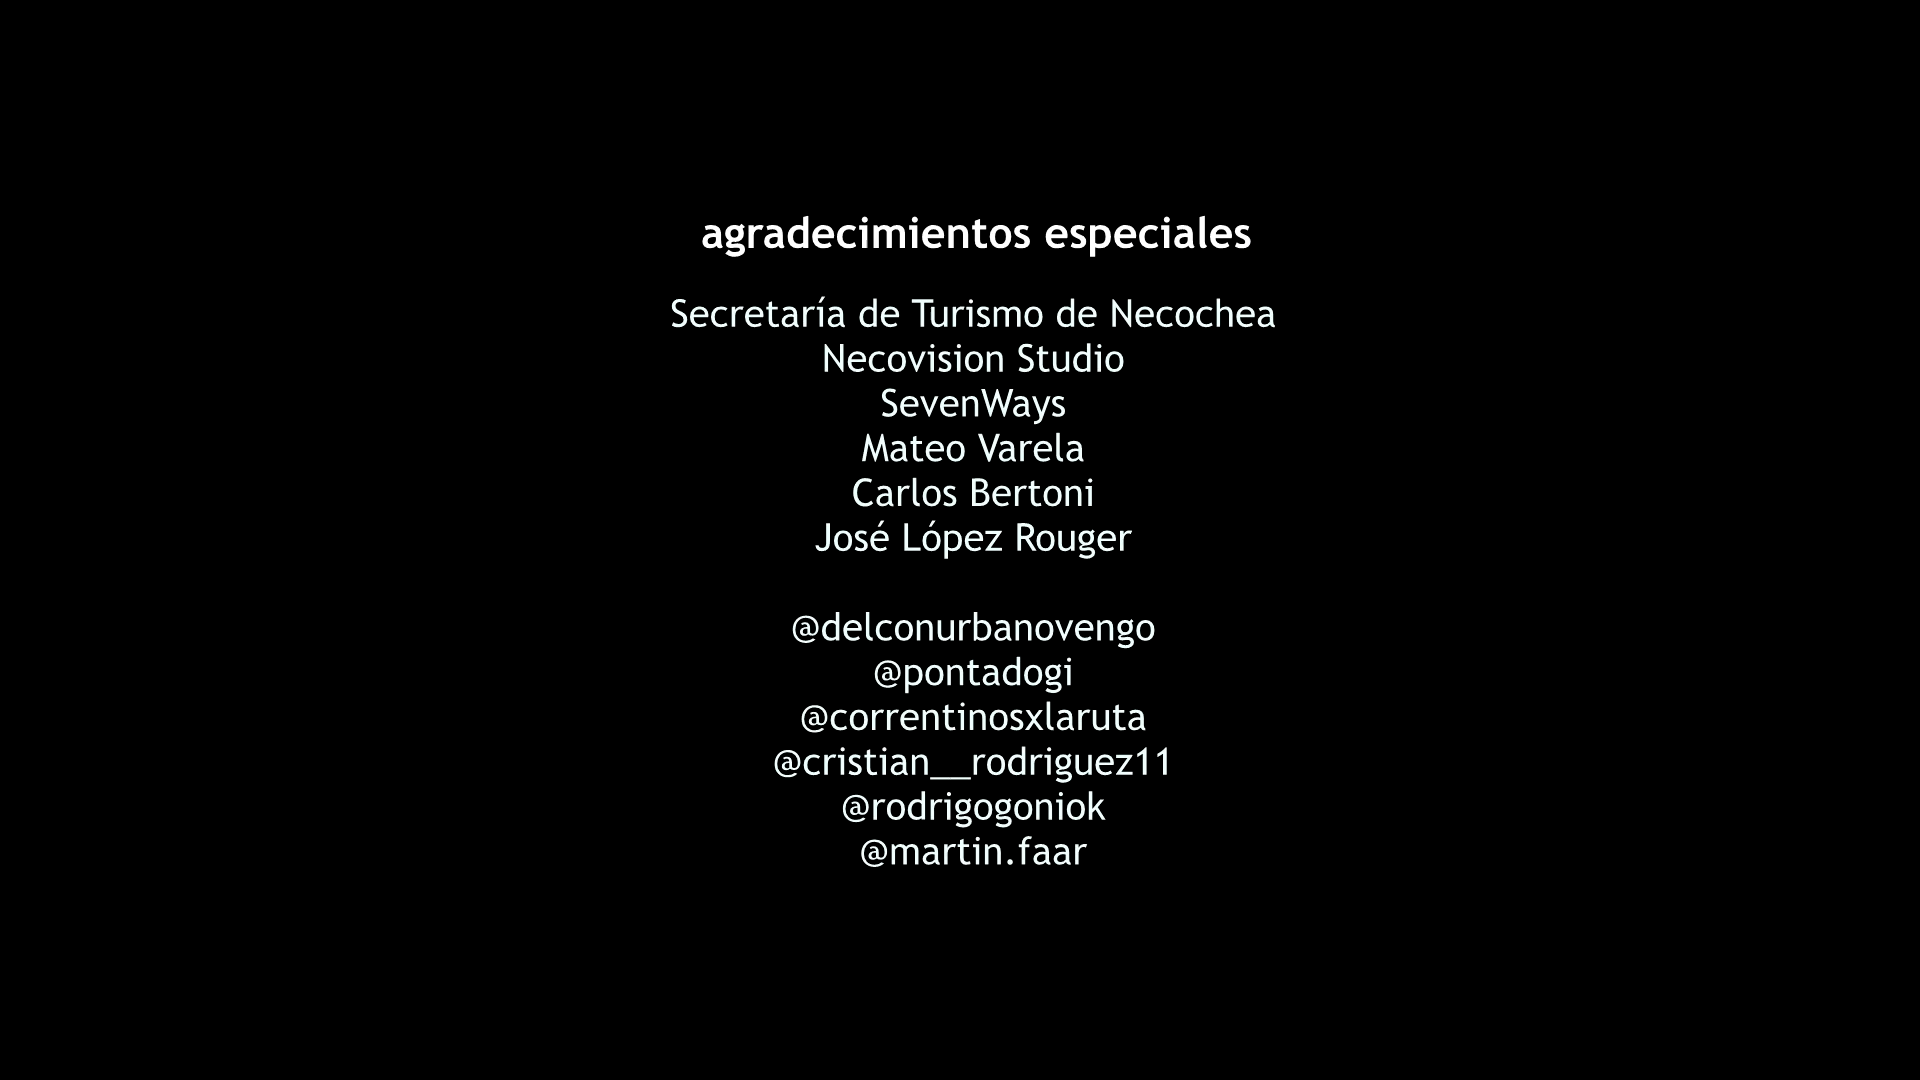 agradecimientos especiales
Secretaría de Turismo de Necochea
Necovision Studio
SevenWays
Mateo Varela
Carlos Bertoni
José López Rouger
@delconurbanovengo
@pontadogi
@correntinosxlaruta
@cristian__rodriguez11
@rodrigogoniok
@martin.faar